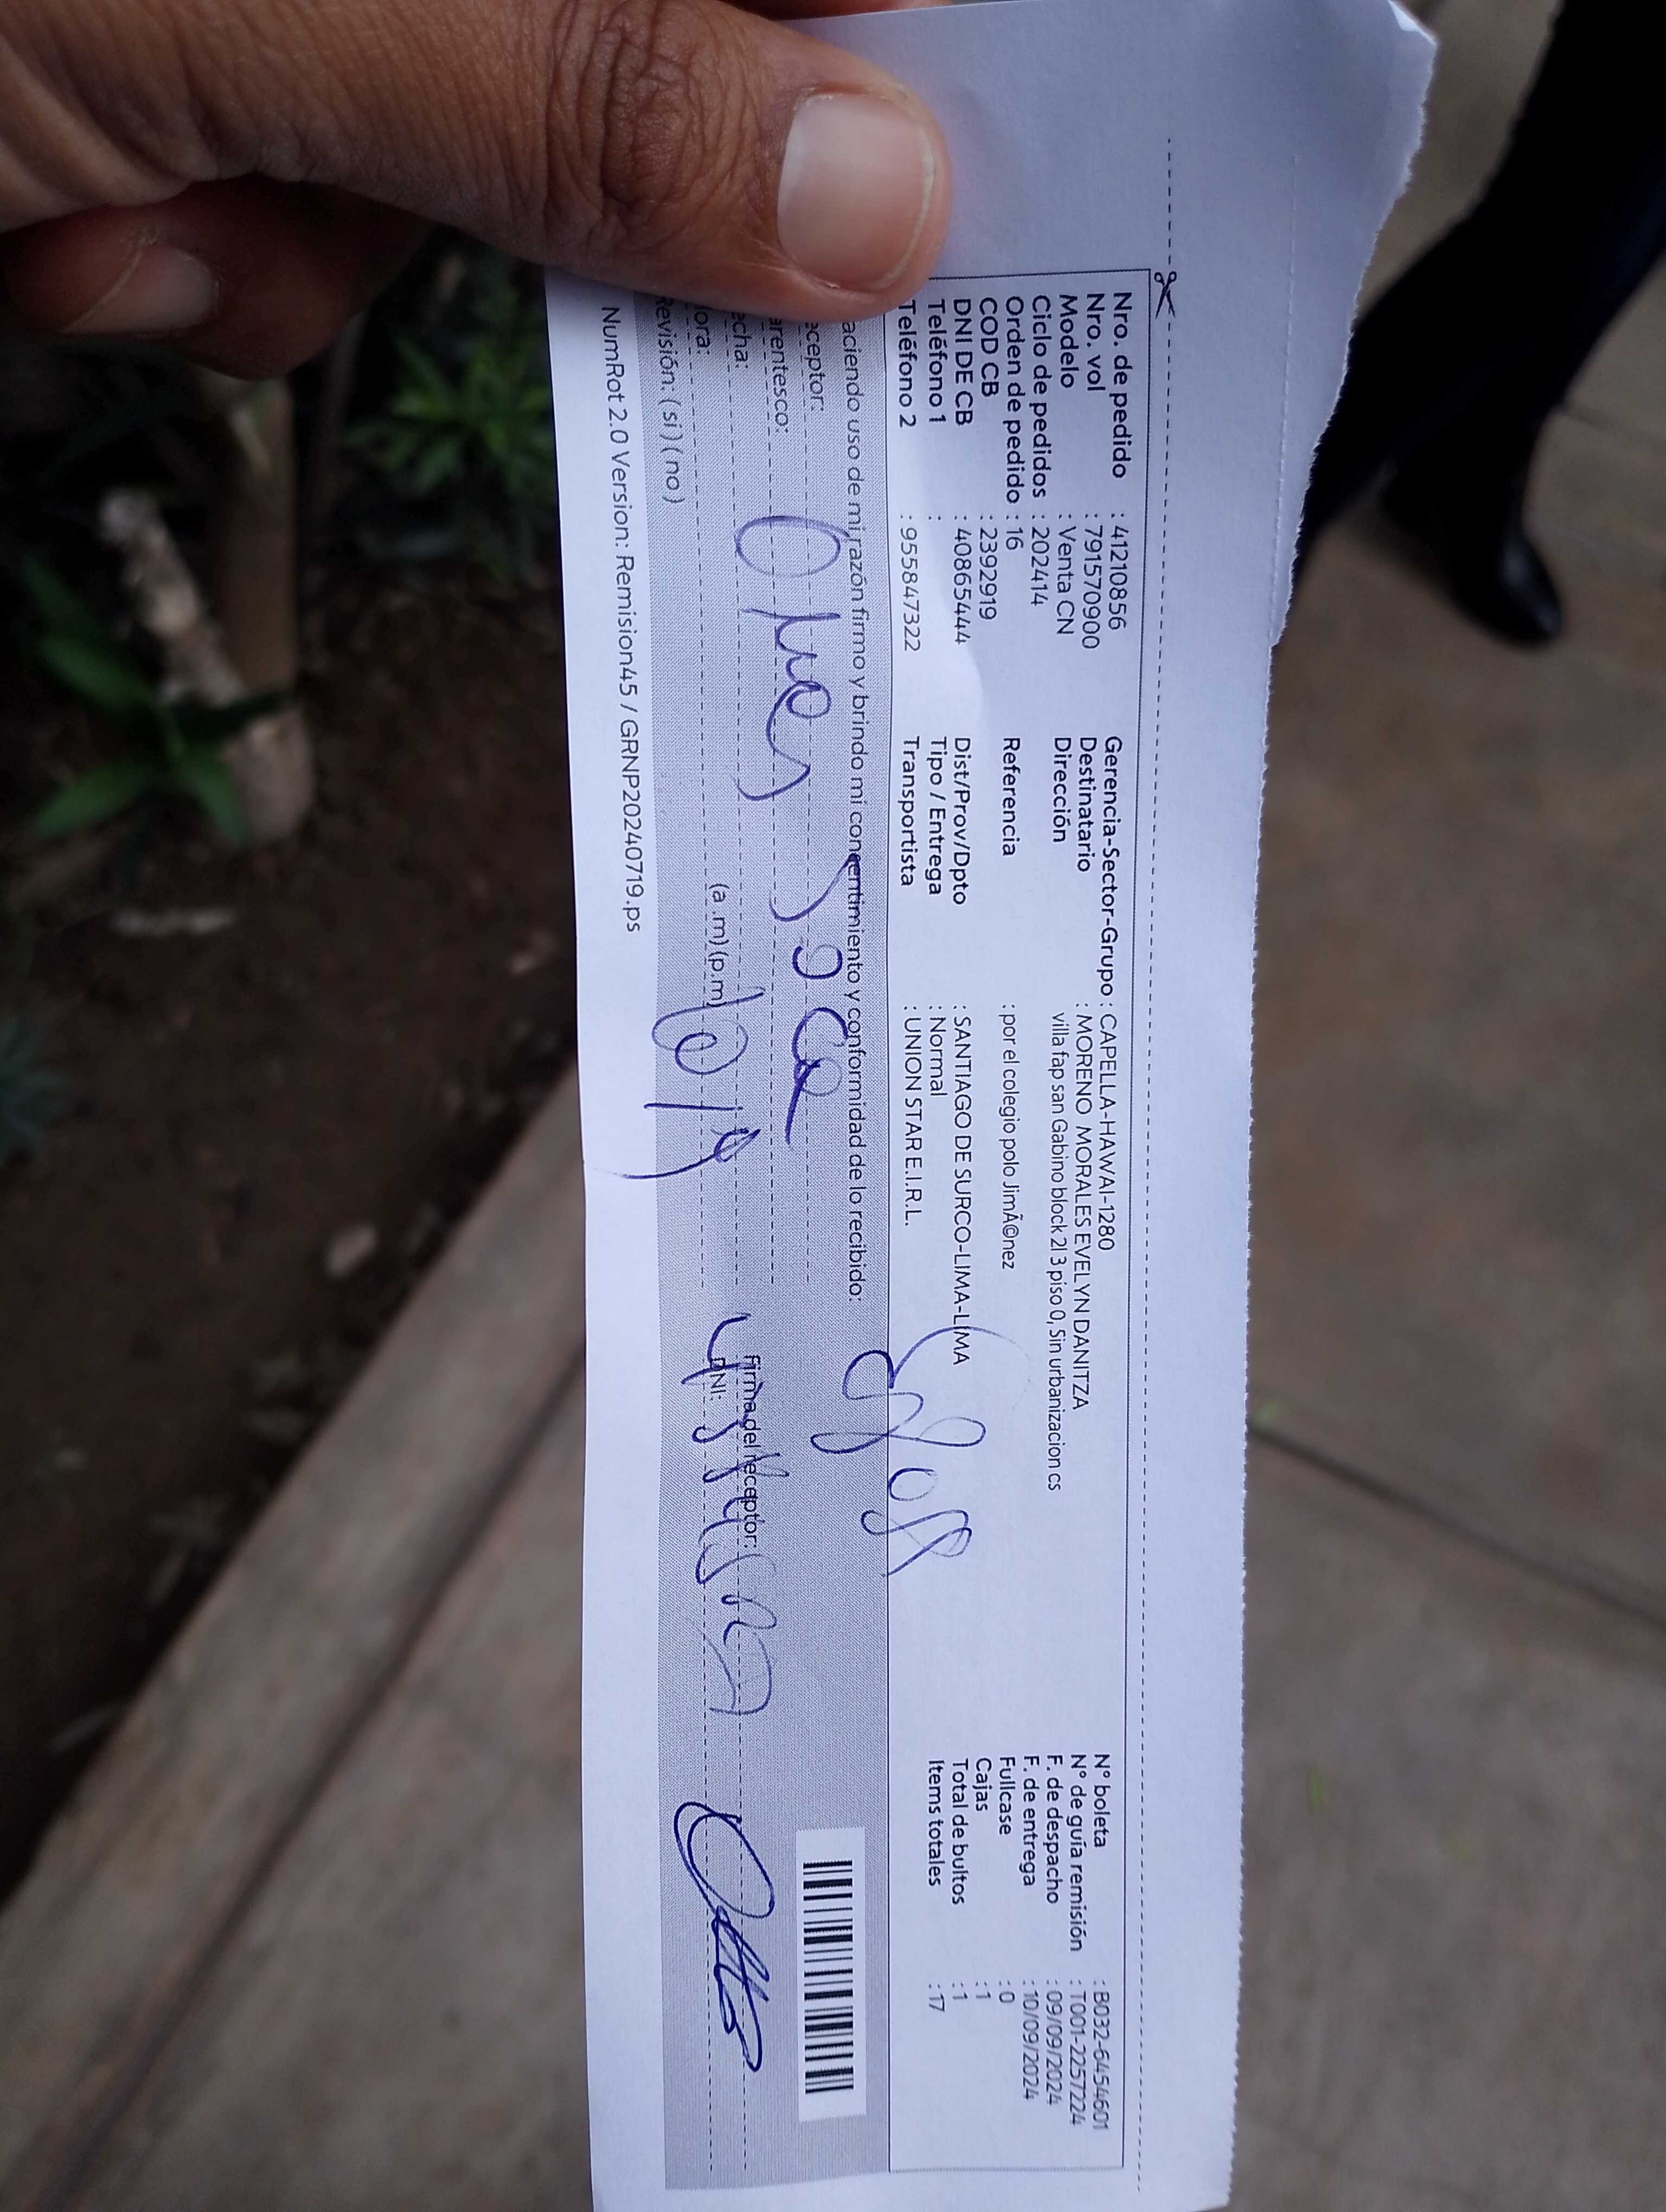 Nro. de pedido : 41210856
Nro. vol : 791570900
Modelo : Venta CN
Ciclo de pedidos : 202414
Orden de pedido : 16
COD CB : 2392919
DNI DE CB : 40865444
Teléfono 1 :
Teléfono 2 : 955847322
Gerencia-Sector-Grupo : CAPELLA-HAWAI-1280
Destinatario : MORENO MORALES EVELYN DANITZA
Dirección villa fap san Gabino block 2l 3 piso 0, Sin urbanizacion cs
Referencia : por el colegio polo JimÃ©nez
Dist/Prov/Dpto : SANTIAGO DE SURCO-LIMA-LIMA
Tipo / Entrega : Normal
Transportista : UNION STAR E.I.R.L.
N° boleta : B032-6454601
N° de guía remisión : T001-2257224
F. de despacho : 09/09/2024
F. de entrega : 10/09/2024
Fullcase : 0
Cajas : 1
Total de bultos : 1
Items totales : 17
aciendo uso de mi razón firmo y brindo mi concentimiento y conformidad de lo recibido:
eceptor:
arentesco:
echa:
ora: (a.m) (p.m)
Revisión: ( si ) ( no )
Firma del receptor:
DNI:
NumRot 2.0 Version: Remision45 / GRNP20240719.ps